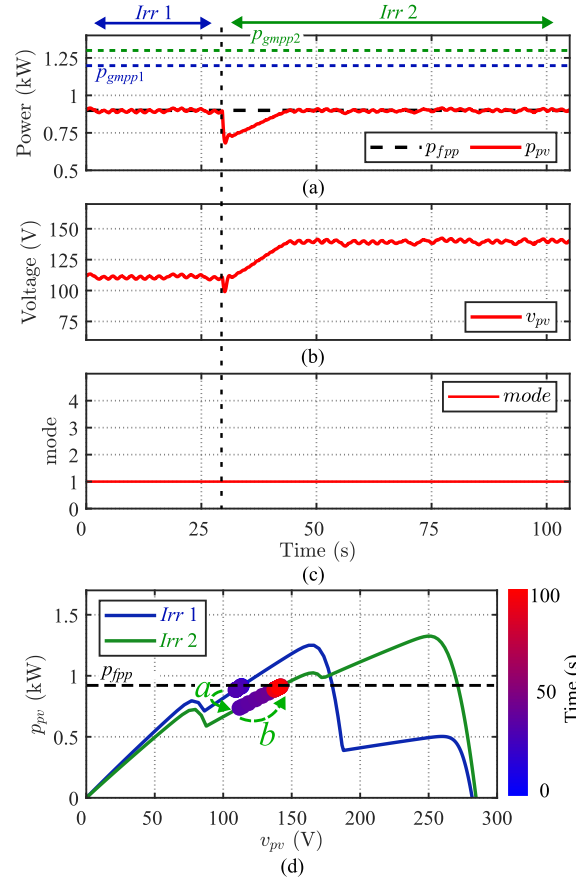 Irr 1 Irr 2
Power (kW)
1.25
1
0.75
0.5
p_gmpp2
p_gmpp1
p_fpp p_pv
(a)
Voltage (V)
150
125
100
75
v_pv
(b)
mode
4
3
2
1
0
mode
0 25 50 75 100
Time (s)
(c)
p_pv (kW)
1.5
1
0.5
0
Irr 1
Irr 2
p_fpp
a
b
0 50 100 150 200 250 300
v_pv (V)
100
50
0
Time (s)
(d)